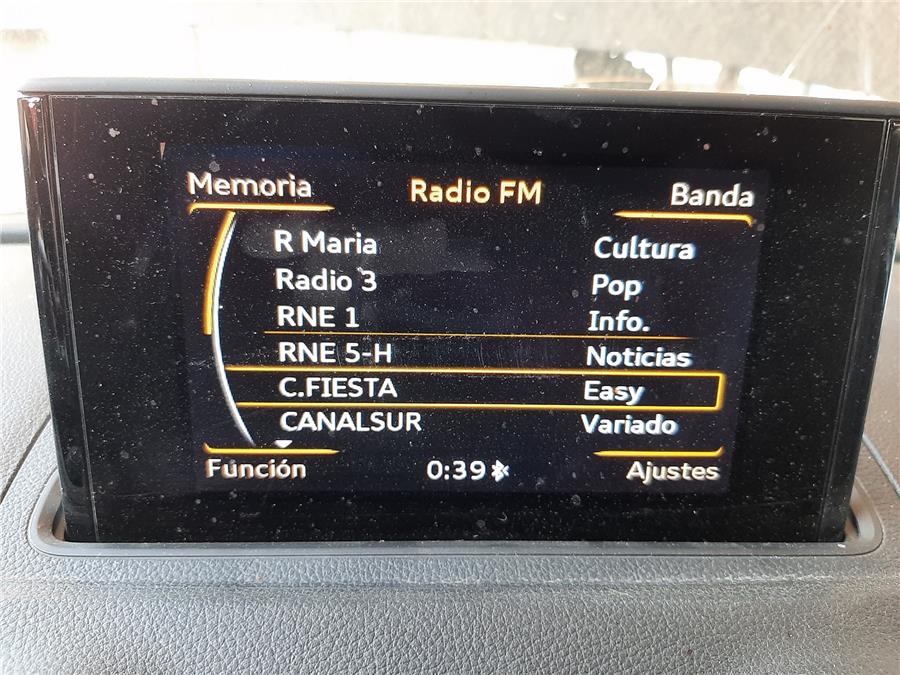 Memoria Radio FM Banda
R Maria Cultura
Radio 3 Pop
RNE 1 Info.
RNE 5-H Noticias
C.FIESTA Easy
CANALSUR Variado
Función 0:39 Ajustes